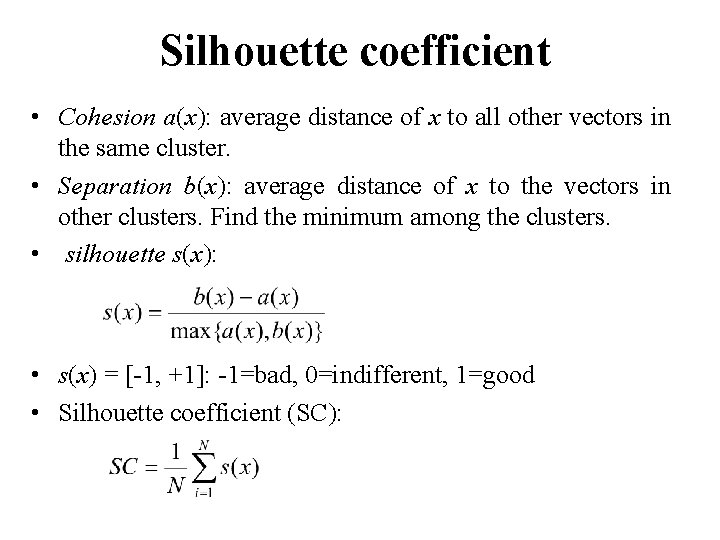 Silhouette coefficient
• Cohesion a(x): average distance of x to all other vectors in
the same cluster.
• Separation b(x): average distance of x to the vectors in
other clusters. Find the minimum among the clusters.
• silhouette s(x):
s(x) = \frac{b(x) - a(x)}{\max\{a(x), b(x)\}}
• s(x) = [-1, +1]: -1=bad, 0=indifferent, 1=good
• Silhouette coefficient (SC):
SC = \frac{1}{N} \sum_{i=1}^{N} s(x)